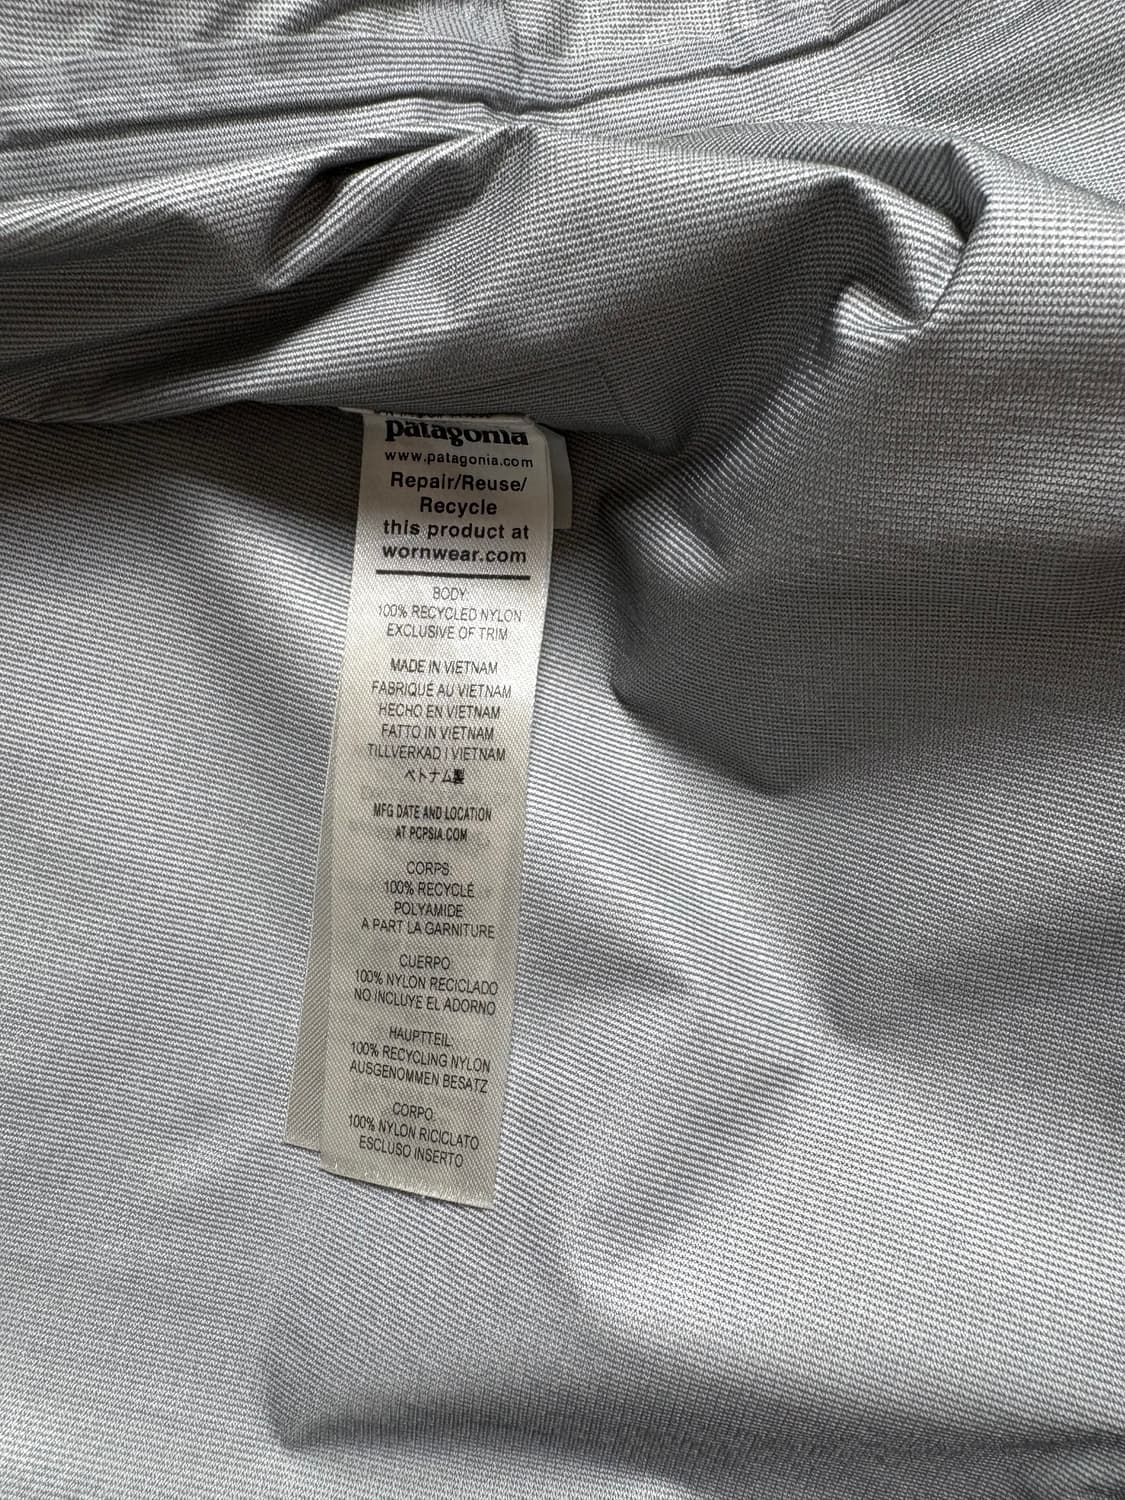 patagonia
www.patagonia.com
Repair/Reuse/
Recycle
this product at
wornwear.com
BODY
100% RECYCLED NYLON
EXCLUSIVE OF TRIM
MADE IN VIETNAM
FABRIQUÉ AU VIETNAM
HECHO EN VIETNAM
FATTO IN VIETNAM
TILLVERKAD I VIETNAM
ベトナム製
MFG DATE AND LOCATION
AT PCPSIA.COM
CORPS:
100% RECYCLÉ
POLYAMIDE
A PART LA GARNITURE
CUERPO:
100% NYLON RECICLADO
NO INCLUYE EL ADORNO
HAUPTTEIL:
100% RECYCLING NYLON
AUSGENOMMEN BESATZ
CORPO:
100% NYLON RICICLATO
ESCLUSO INSERTO